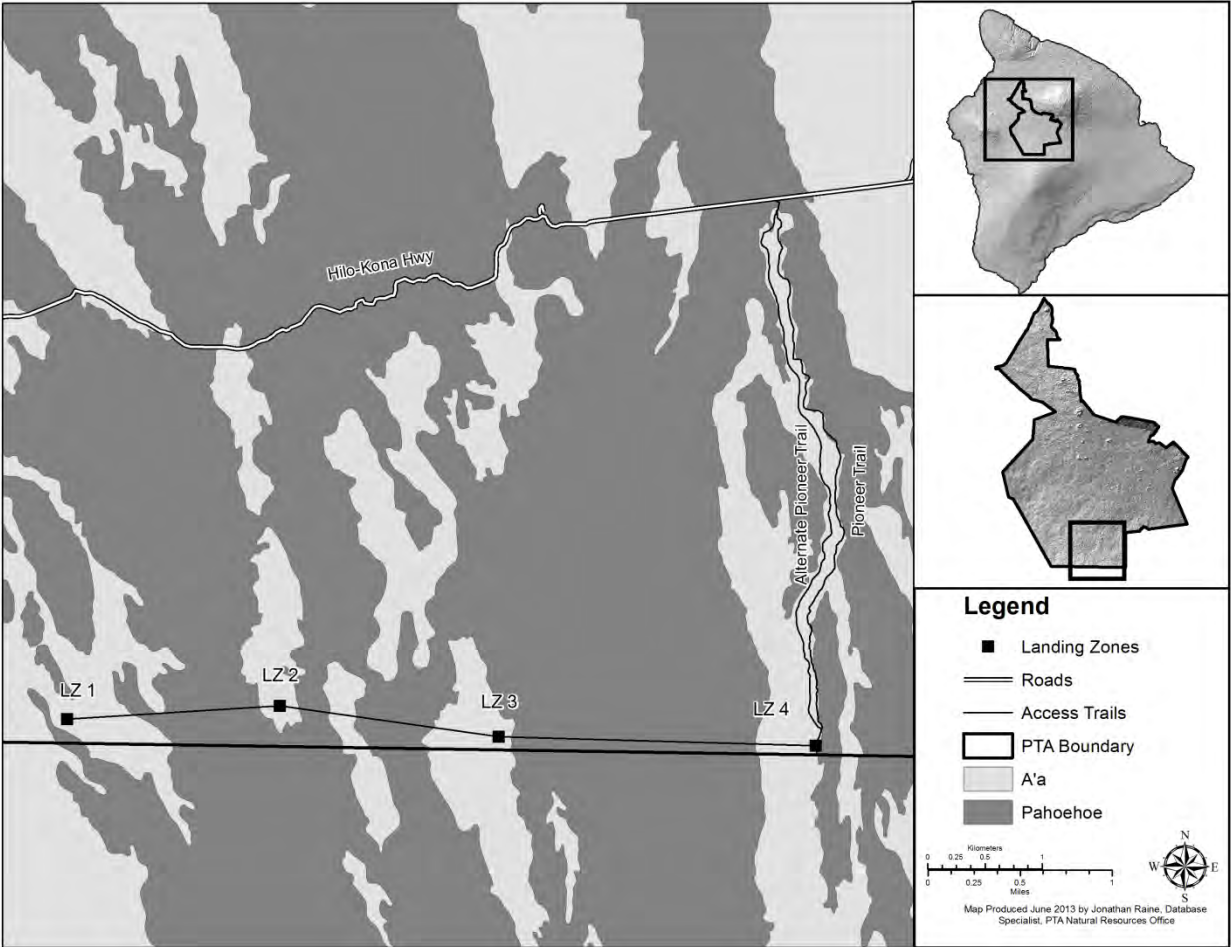 Hilo-Kona Hwy
Alternate Pioneer Trail
Pioneer Trail
LZ 1
LZ 2
LZ 3
LZ 4
Legend
Landing Zones
Roads
Access Trails
PTA Boundary
A'a
Pahoehoe
Kilometers
0 0.25 0.5 1
0 0.25 0.5 1
Miles
N
W E
S
Map Produced June 2013 by Jonathan Raine, Database
Specialist, PTA Natural Resources Office